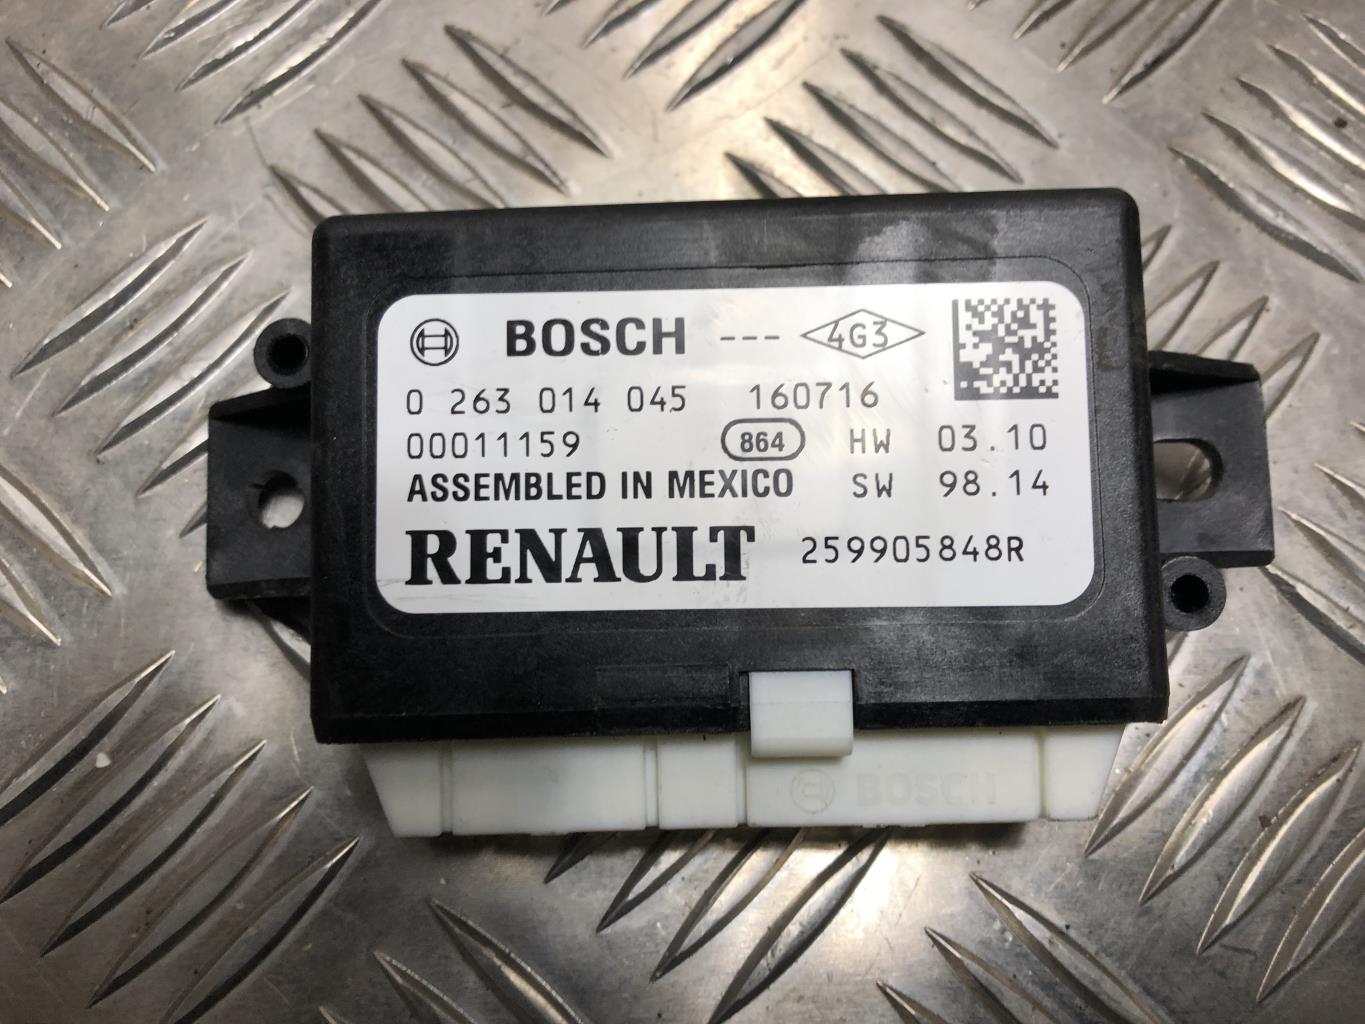 BOSCH --- 4G3
0 263 014 045 160716
00011159 864 HW 03.10
ASSEMBLED IN MEXICO SW 98.14
RENAULT 259905848R
BOSCH